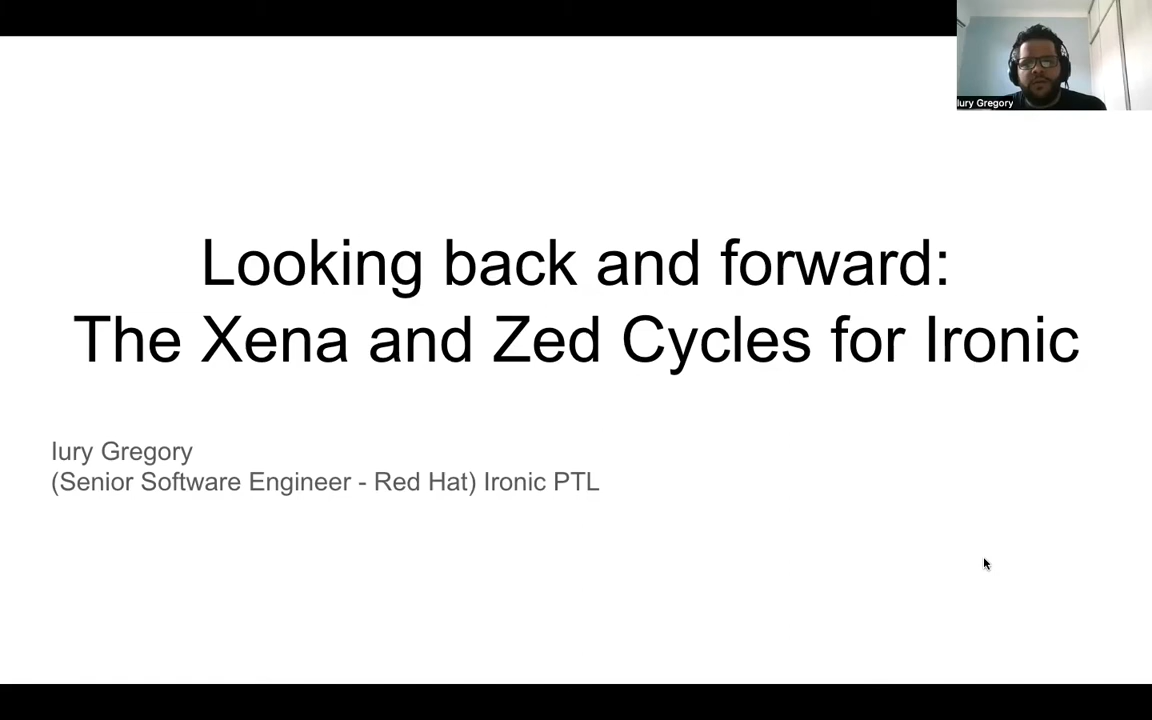 Iury Gregory
Looking back and forward:
The Xena and Zed Cycles for Ironic
Iury Gregory
(Senior Software Engineer - Red Hat) Ironic PTL